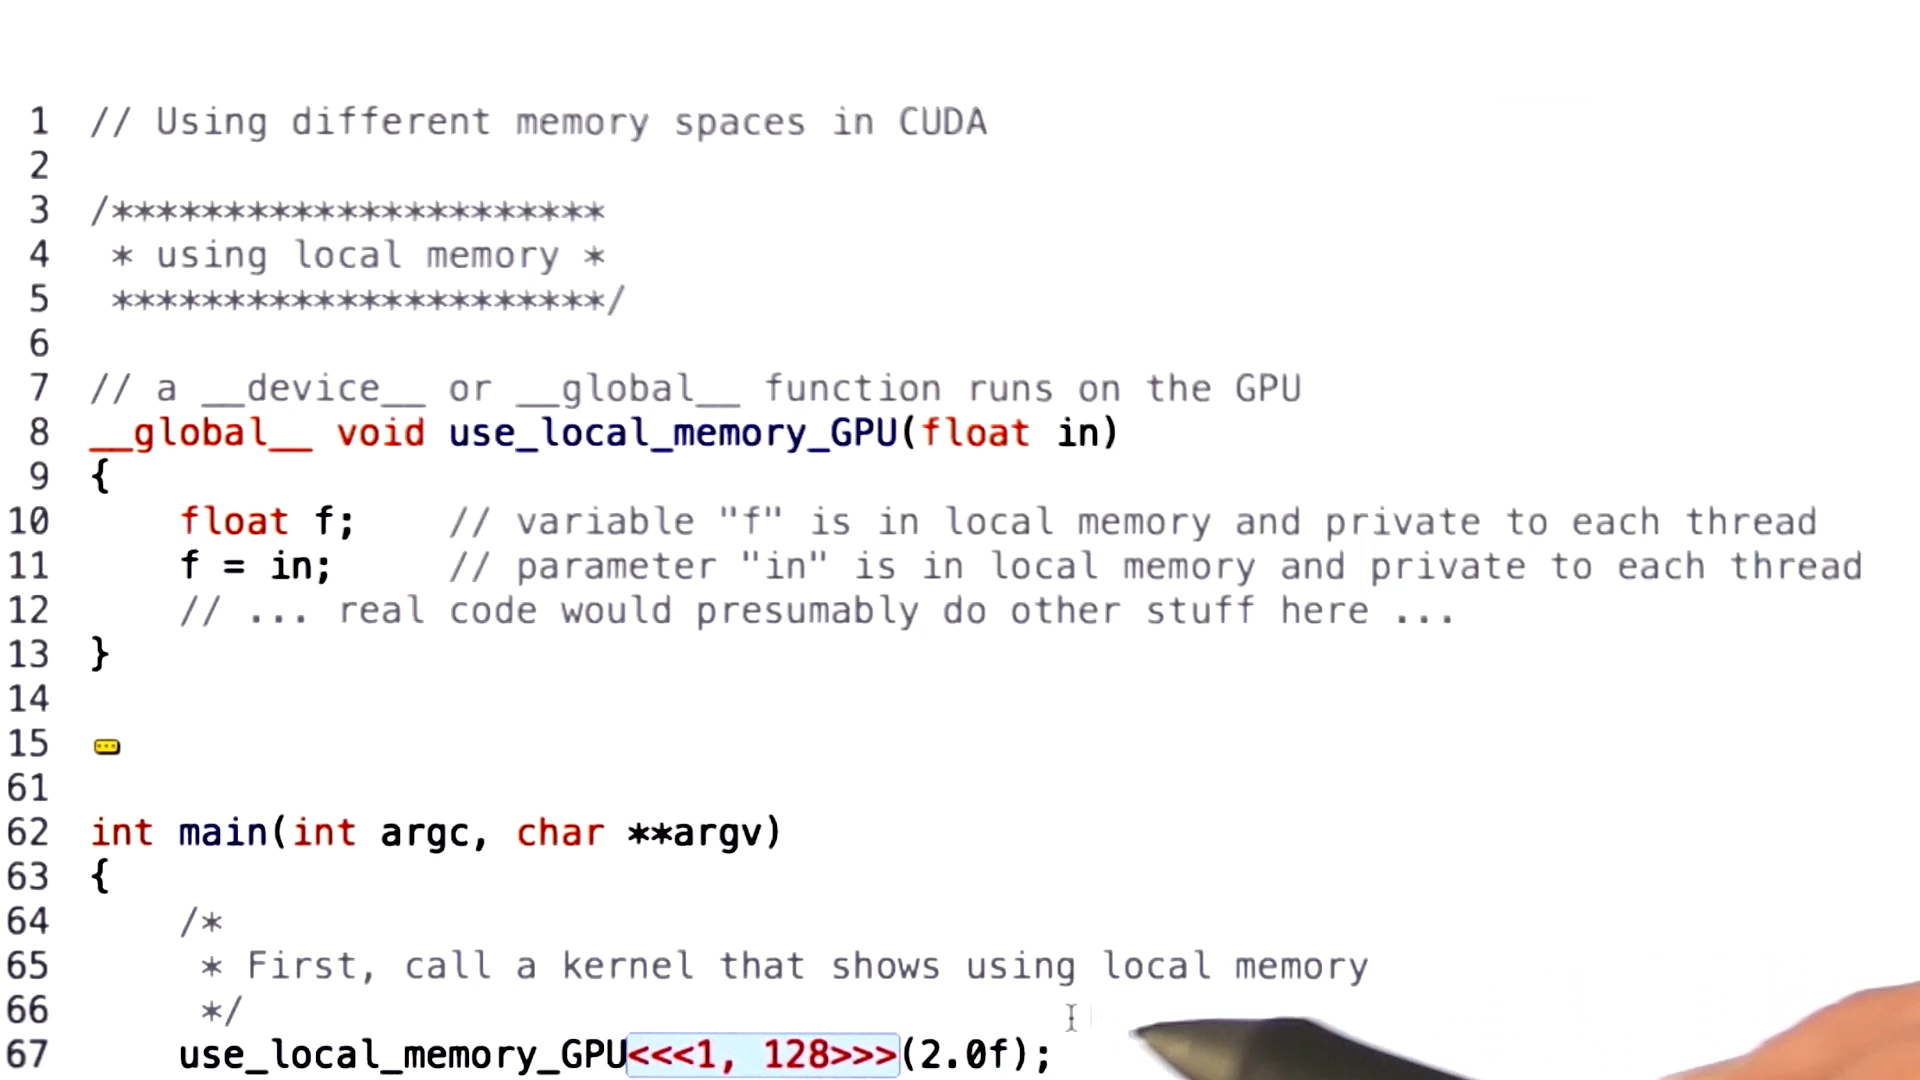 1 // Using different memory spaces in CUDA
2
3 /**********************
4 * using local memory *
5 **********************/
6
7 // a __device__ or __global__ function runs on the GPU
8 __global__ void use_local_memory_GPU(float in)
9 {
10 float f; // variable "f" is in local memory and private to each thread
11 f = in; // parameter "in" is in local memory and private to each thread
12 // ... real code would presumably do other stuff here ...
13 }
14
15
61
62 int main(int argc, char **argv)
63 {
64 /*
65 * First, call a kernel that shows using local memory
66 */
67 use_local_memory_GPU<<<1, 128>>>(2.0f);